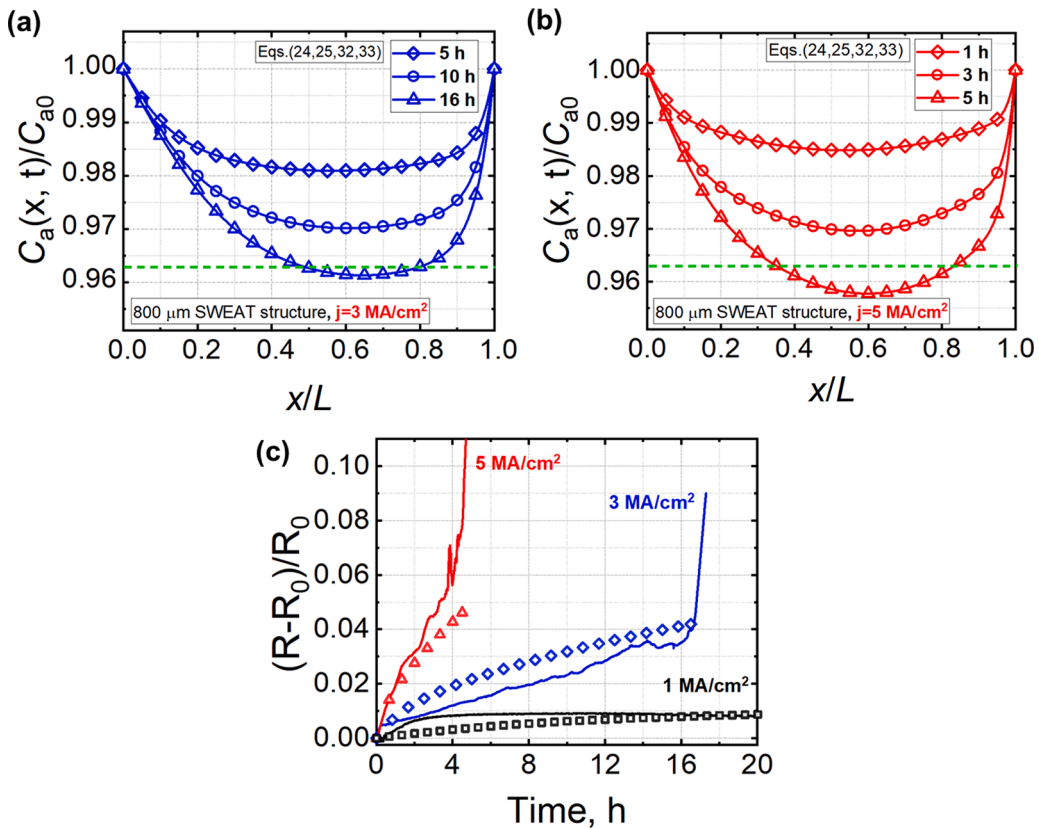 (a)
Eqs.(24,25,32,33)
5 h
10 h
16 h
1.00
0.99
0.98
0.97
0.96
Ca(x, t)/Ca0
800 μm SWEAT structure, j=3 MA/cm²
0.0 0.2 0.4 0.6 0.8 1.0
x/L
(b)
Eqs.(24,25,32,33)
1 h
3 h
5 h
1.00
0.99
0.98
0.97
0.96
Ca(x, t)/Ca0
800 μm SWEAT structure, j=5 MA/cm²
0.0 0.2 0.4 0.6 0.8 1.0
x/L
(c)
0.10
0.08
0.06
0.04
0.02
0.00
(R-R0)/R0
5 MA/cm²
3 MA/cm²
1 MA/cm²
0 4 8 12 16 20
Time, h